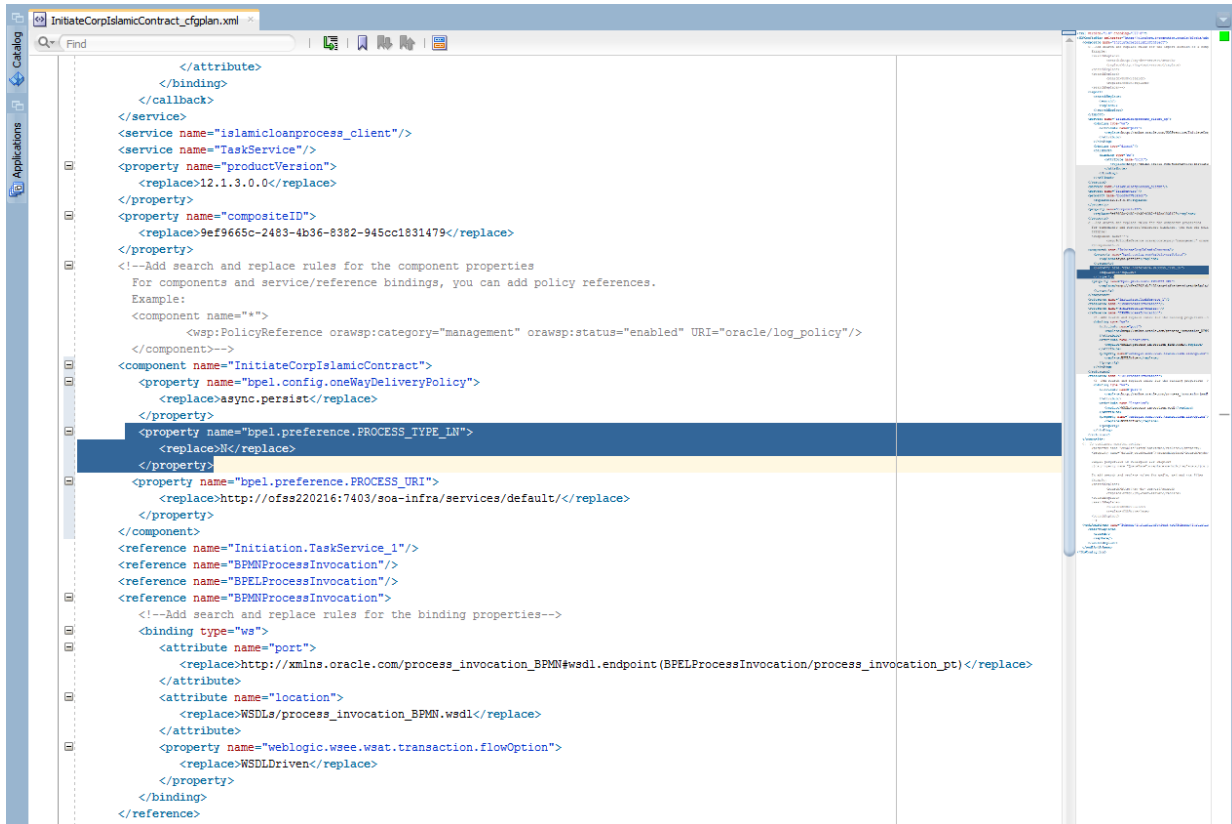 InitiateCorpIslamicContract_cfgplan.xml
Find
Catalog
Applications
</attribute>
</binding>
</callback>
</service>
<service name="islamicloanprocess_client"/>
<service name="TaskService"/>
<property name="productVersion">
<replace>12.1.3.0.0</replace>
</property>
<property name="compositeID">
<replace>9ef9665c-2483-4b36-8382-945cc1831479</replace>
</property>
<!--Add search and replace rules for the component properties
For components and service/reference bindings, you can add policy references.
Example:
<component name="*">
<wsp:PolicyReference orawsp:category="management" orawsp:status="enabled" URI="oracle/log_policy"/>
</component>-->
<component name="InitiateCorpIslamicContract">
<property name="bpel.config.oneWayDeliveryPolicy">
<replace>async.persist</replace>
</property>
<property name="bpel.preference.PROCESS_TYPE_LN">
<replace>N</replace>
</property>
<property name="bpel.preference.PROCESS_URI">
<replace>http://ofss220216:7403/soa-infra/services/default/</replace>
</property>
</component>
<reference name="Initiation.TaskService_1"/>
<reference name="BPMNProcessInvocation"/>
<reference name="BPELProcessInvocation"/>
<reference name="BPMNProcessInvocation">
<!--Add search and replace rules for the binding properties-->
<binding type="ws">
<attribute name="port">
<replace>http://xmlns.oracle.com/process_invocation_BPMN#wsdl.endpoint(BPELProcessInvocation/process_invocation_pt)</replace>
</attribute>
<attribute name="location">
<replace>WSDLs/process_invocation_BPMN.wsdl</replace>
</attribute>
<property name="weblogic.wsee.wsat.transaction.flowOption">
<replace>WSDLDriven</replace>
</property>
</binding>
</reference>